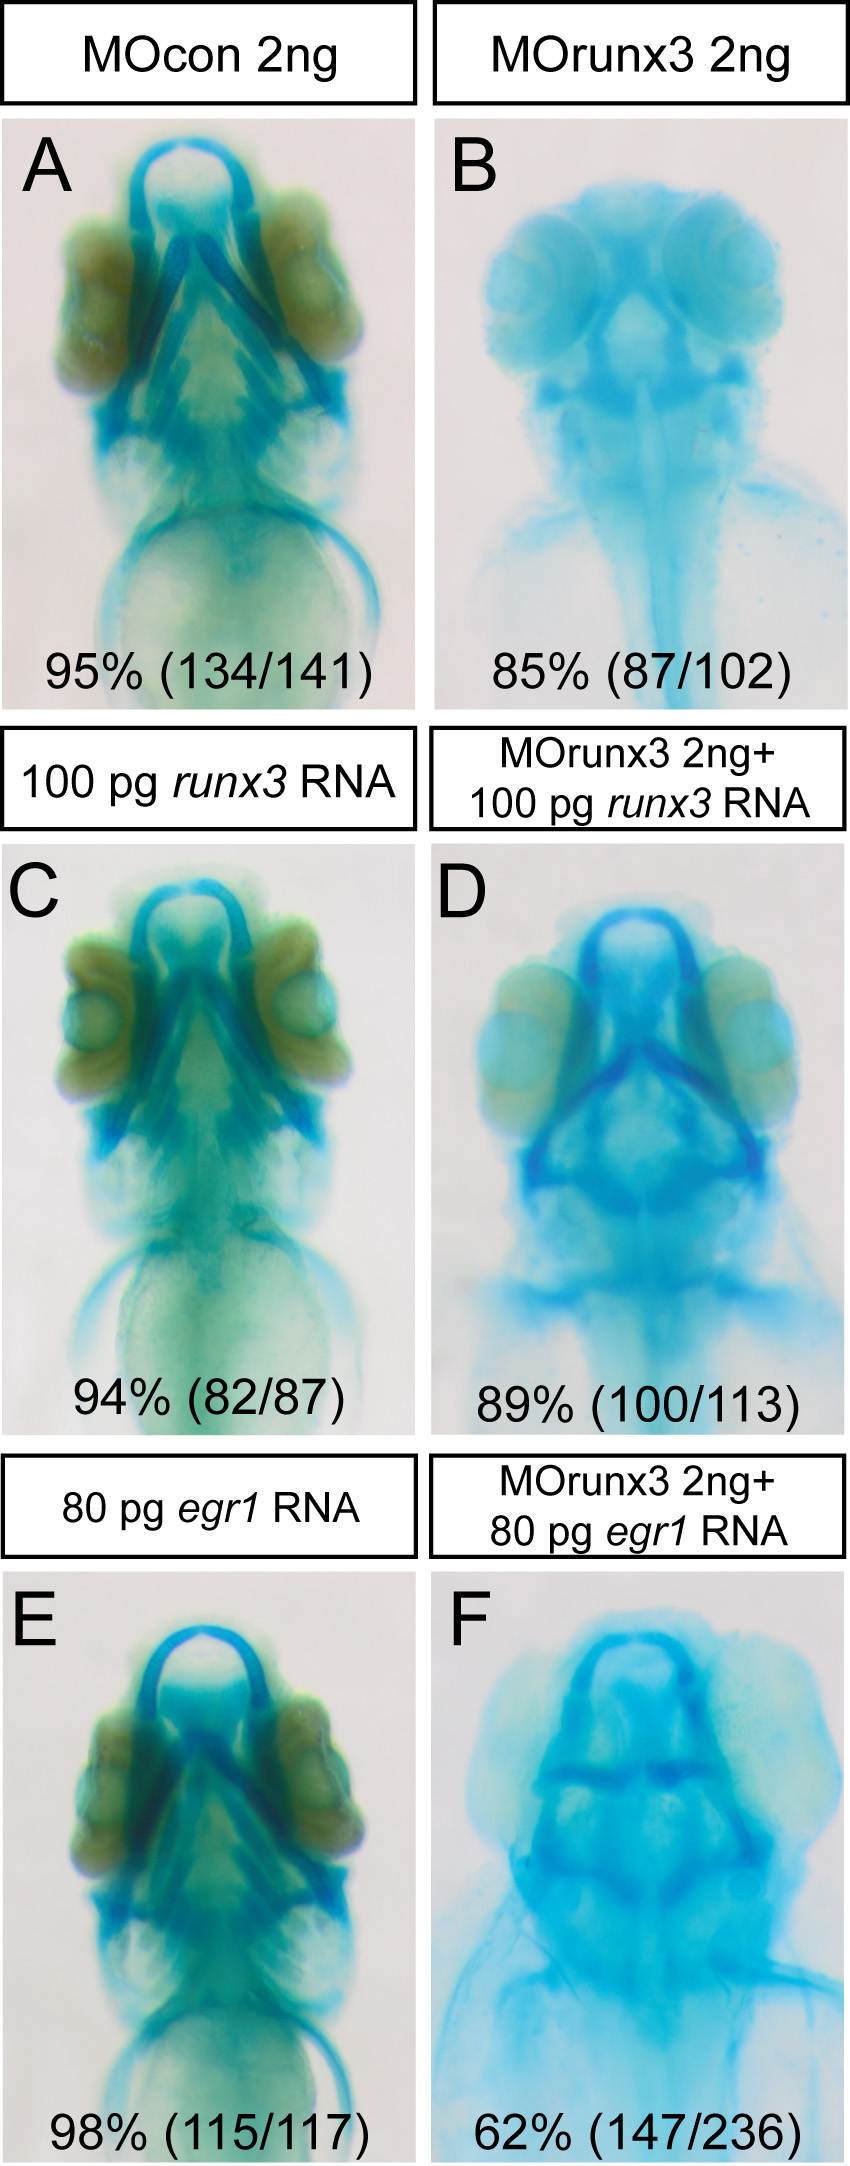 MOcon 2ng
MOrunx3 2ng
A
B
95% (134/141)
85% (87/102)
100 pg runx3 RNA
MOrunx3 2ng+
100 pg runx3 RNA
C
D
94% (82/87)
89% (100/113)
80 pg egr1 RNA
MOrunx3 2ng+
80 pg egr1 RNA
E
F
98% (115/117)
62% (147/236)